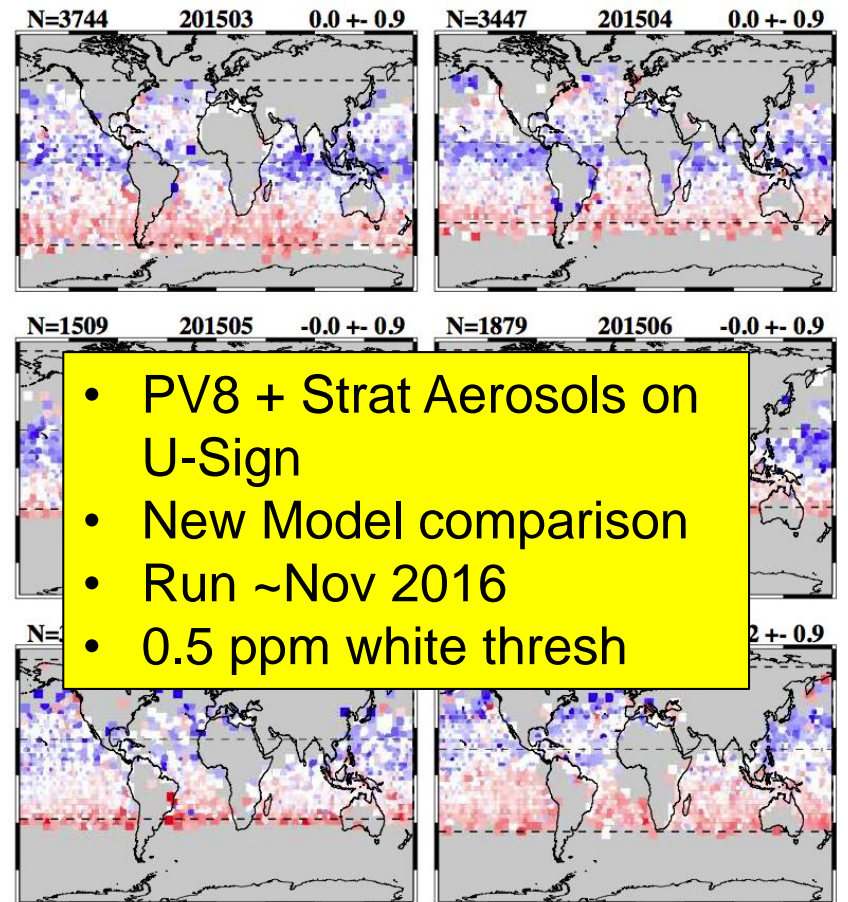 N=3744 201503 0.0 +- 0.9
N=3447 201504 0.0 +- 0.9
N=1509 201505 -0.0 +- 0.9
N=1879 201506 -0.0 +- 0.9
• PV8 + Strat Aerosols on
U-Sign
• New Model comparison
• Run ~Nov 2016
• 0.5 ppm white thresh
N=
2 +- 0.9